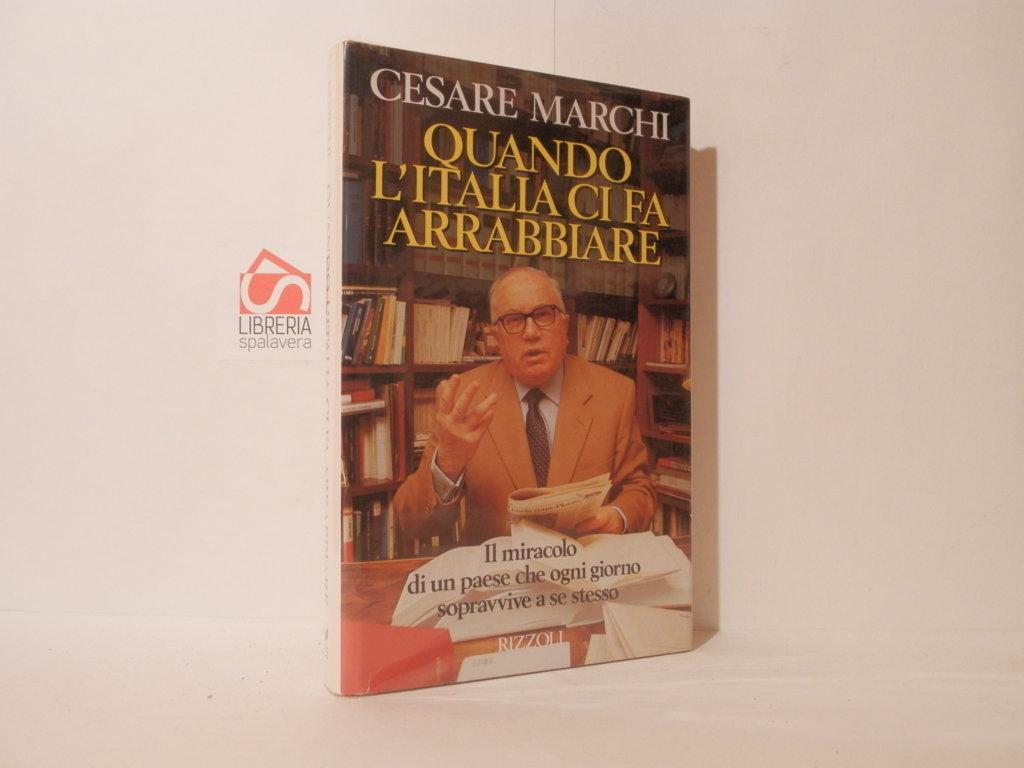 CESARE MARCHI
QUANDO
L'ITALIA CI FA
ARRABBIARE
Il miracolo
di un paese che ogni giorno
sopravvive a se stesso
RIZZOLI
LIBRERIA
spalavera